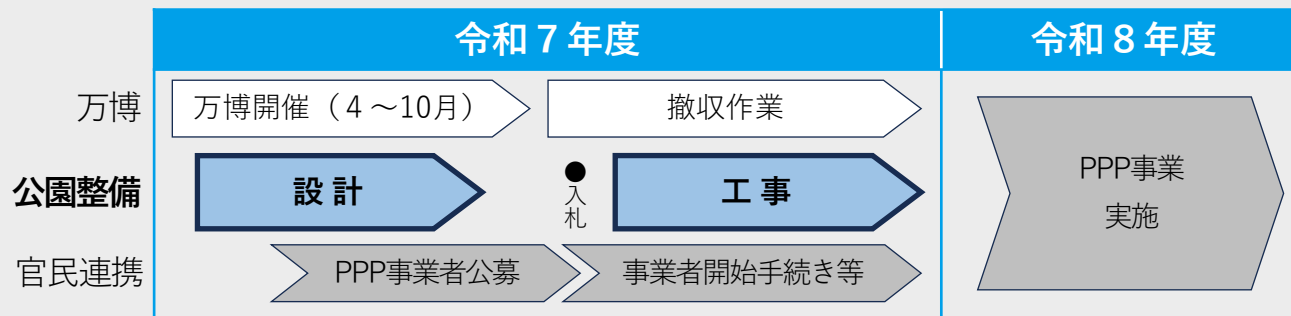 令和７年度
令和８年度
万博
万博開催（４～10月）
撤収作業
公園整備
設計
●入札
工事
PPP事業
実施
官民連携
PPP事業者公募
事業者開始手続き等